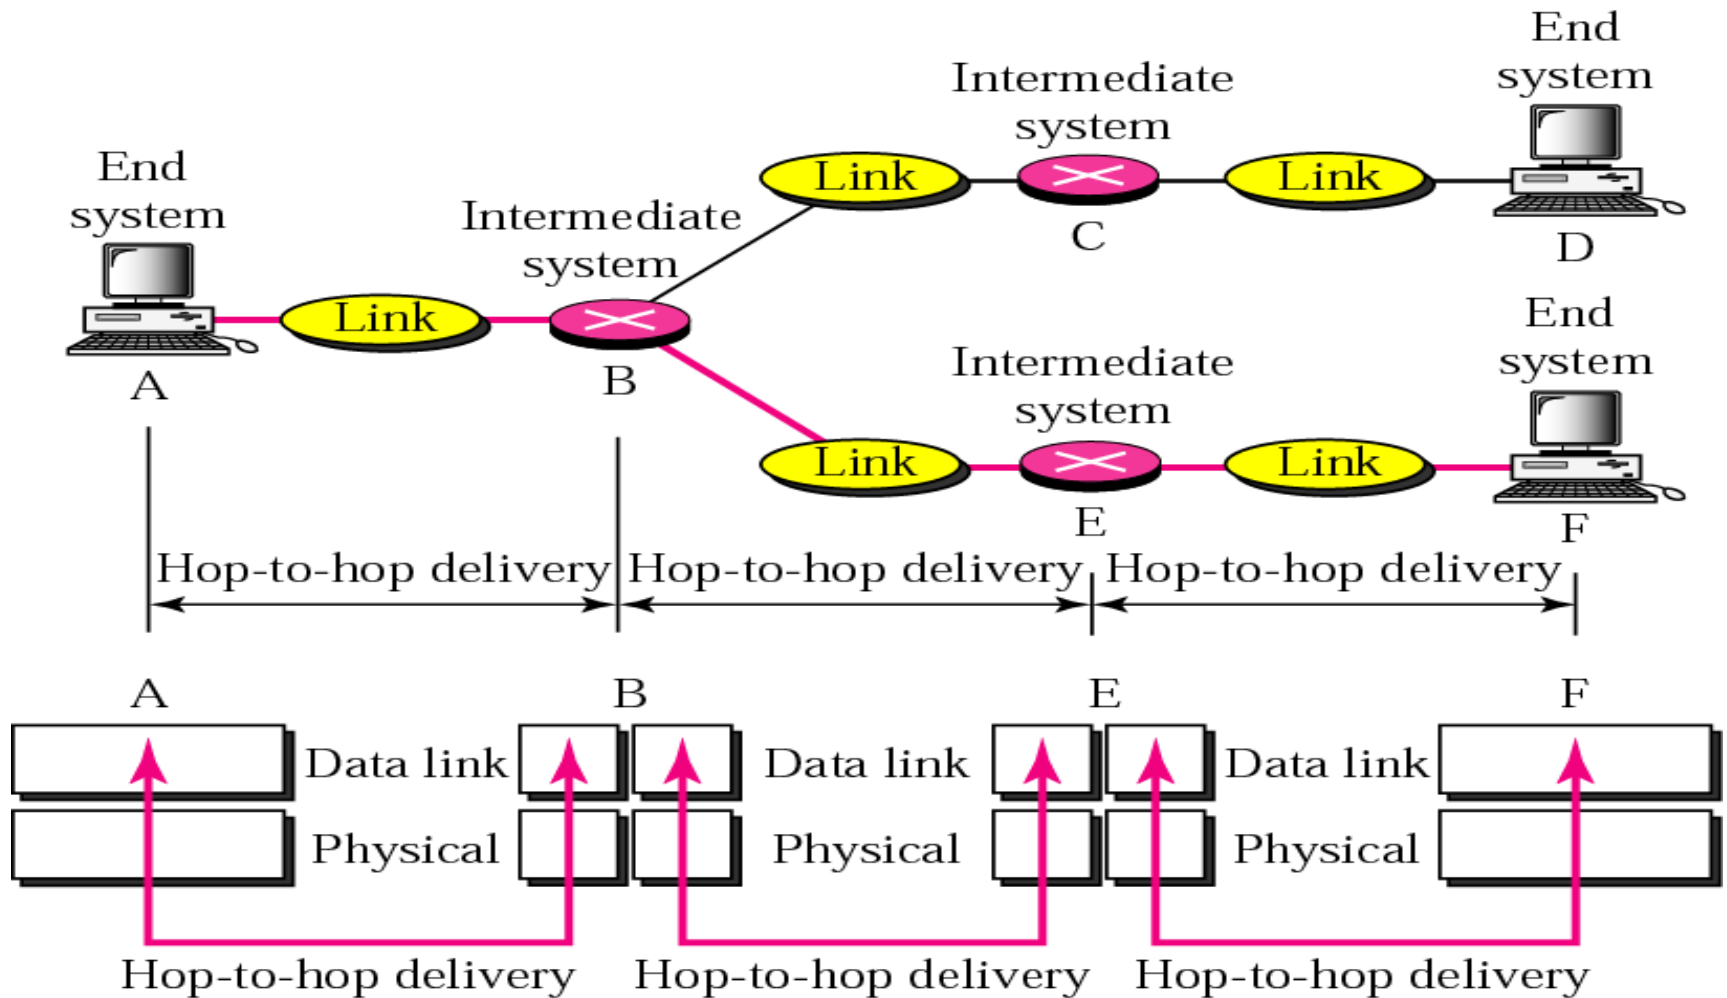 End
system
Intermediate
system
Link
Link
C
D
End
system
Intermediate
system
Link
B
A
End
system
Intermediate
system
Link
Link
E
F
Hop-to-hop delivery
Hop-to-hop delivery
Hop-to-hop delivery
A
B
E
F
Data link
Data link
Data link
Physical
Physical
Physical
Hop-to-hop delivery
Hop-to-hop delivery
Hop-to-hop delivery